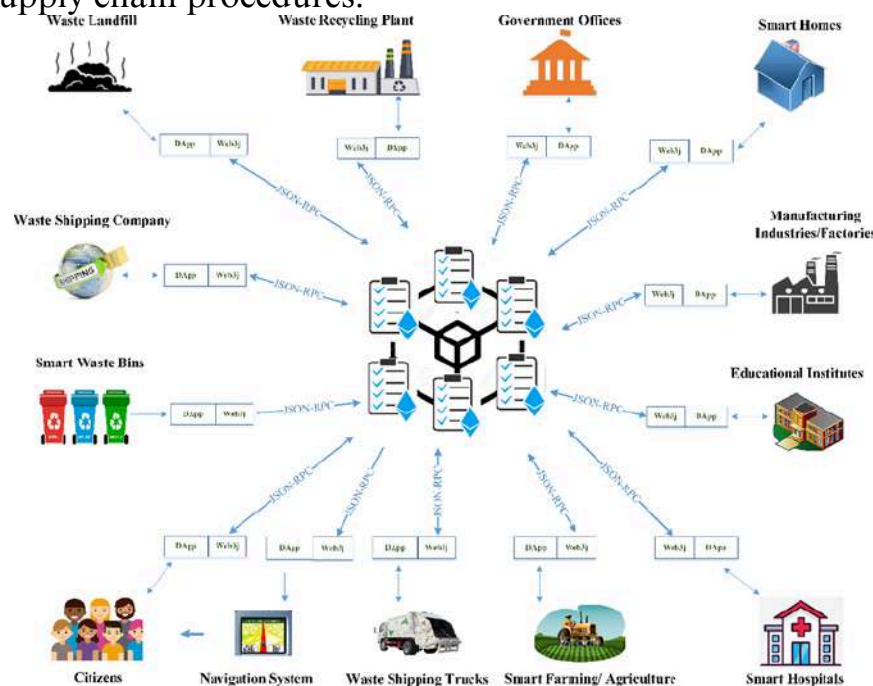 supply chain procedures.
Waste Landfill
Waste Recycling Plant
Government Offices
Smart Homes
DApp Web3j
Web3j DApp
Web3j DApp
Web3j DApp
JSON-RPC
JSON-RPC
JSON-RPC
JSON-RPC
Waste Shipping Company
Manufacturing
Industries/Factories
SHIPPING
DApp Web3j
JSON-RPC
JSON-RPC
Web3j DApp
Smart Waste Bins
Educational Institutes
DApp Web3j
JSON-RPC
JSON-RPC
Web3j DApp
JSON-RPC
JSON-RPC
JSON-RPC
JSON-RPC
JSON-RPC
DApp Web3j
DApp Web3j
DApp Web3j
DApp Web3j
Web3j DApp
Citizens
Navigation System
Waste Shipping Trucks
Smart Farming/ Agriculture
Smart Hospitals